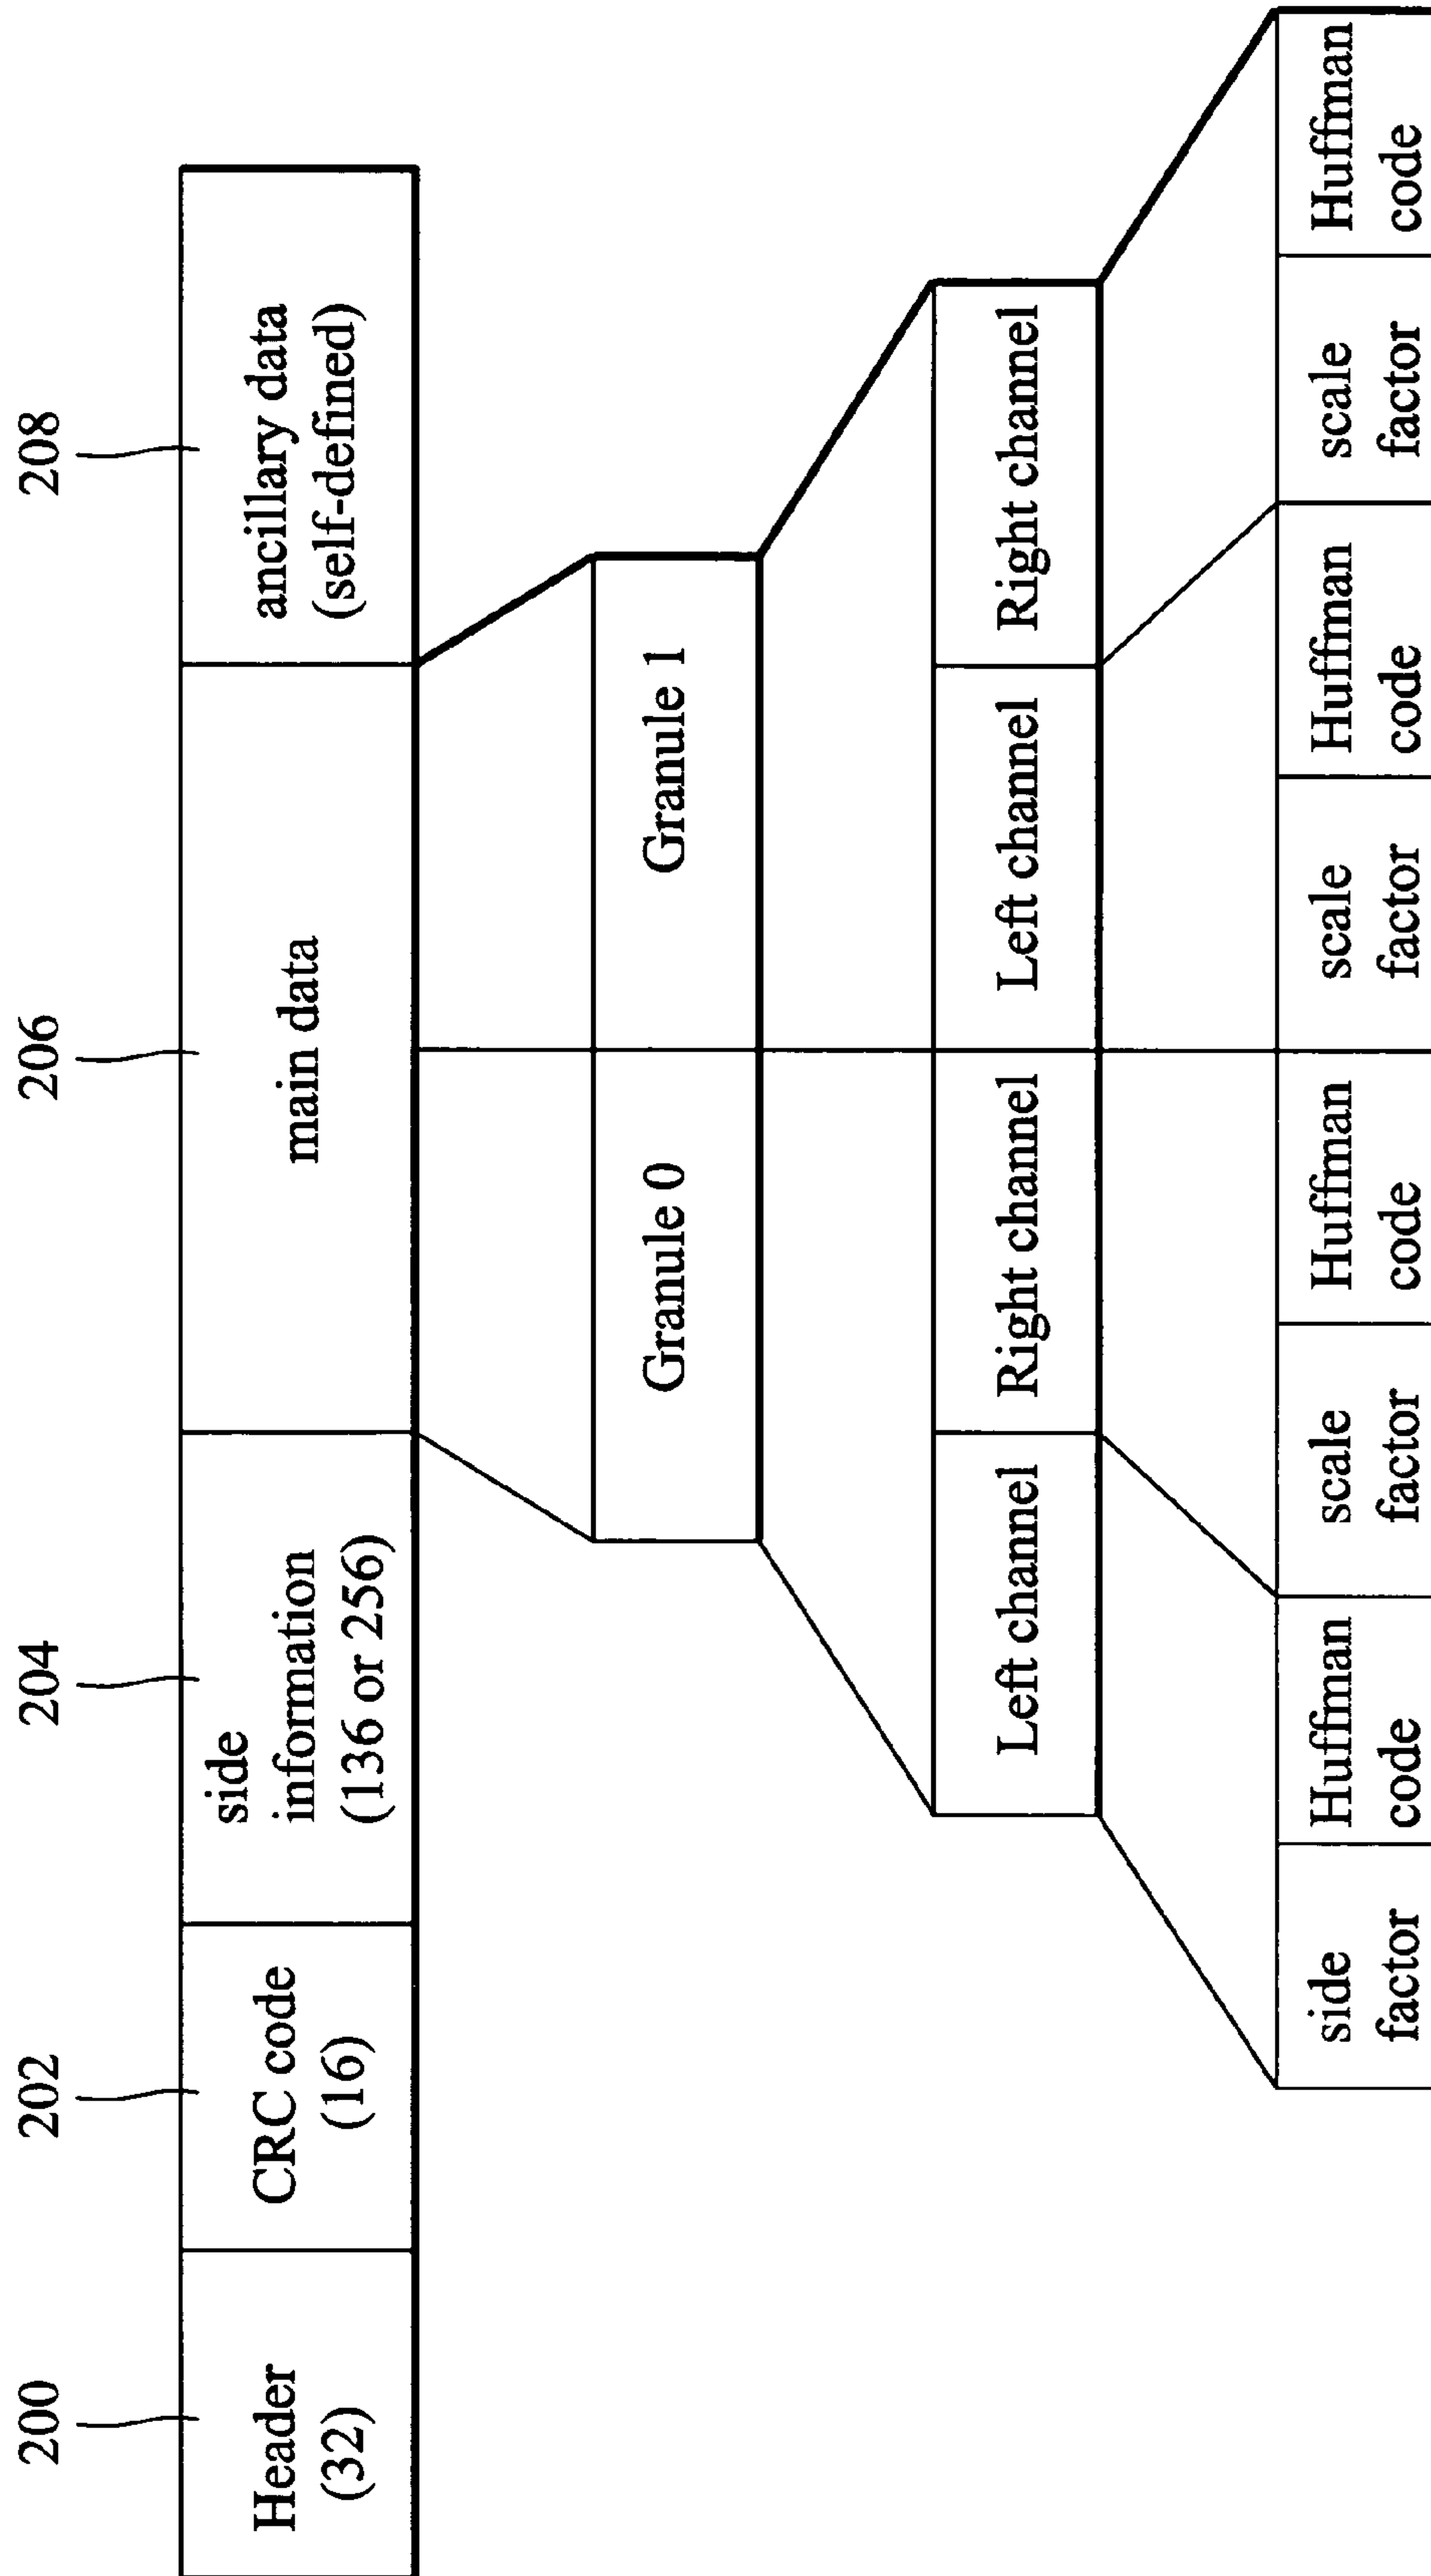 200
202
204
206
208
Header
(32)
CRC code
(16)
side
information
(136 or 256)
main data
ancillary data
(self-defined)
Granule 0
Granule 1
Left channel
Right channel
Left channel
Right channel
side
factor
Huffman
code
scale
factor
Huffman
code
scale
factor
Huffman
code
scale
factor
Huffman
code